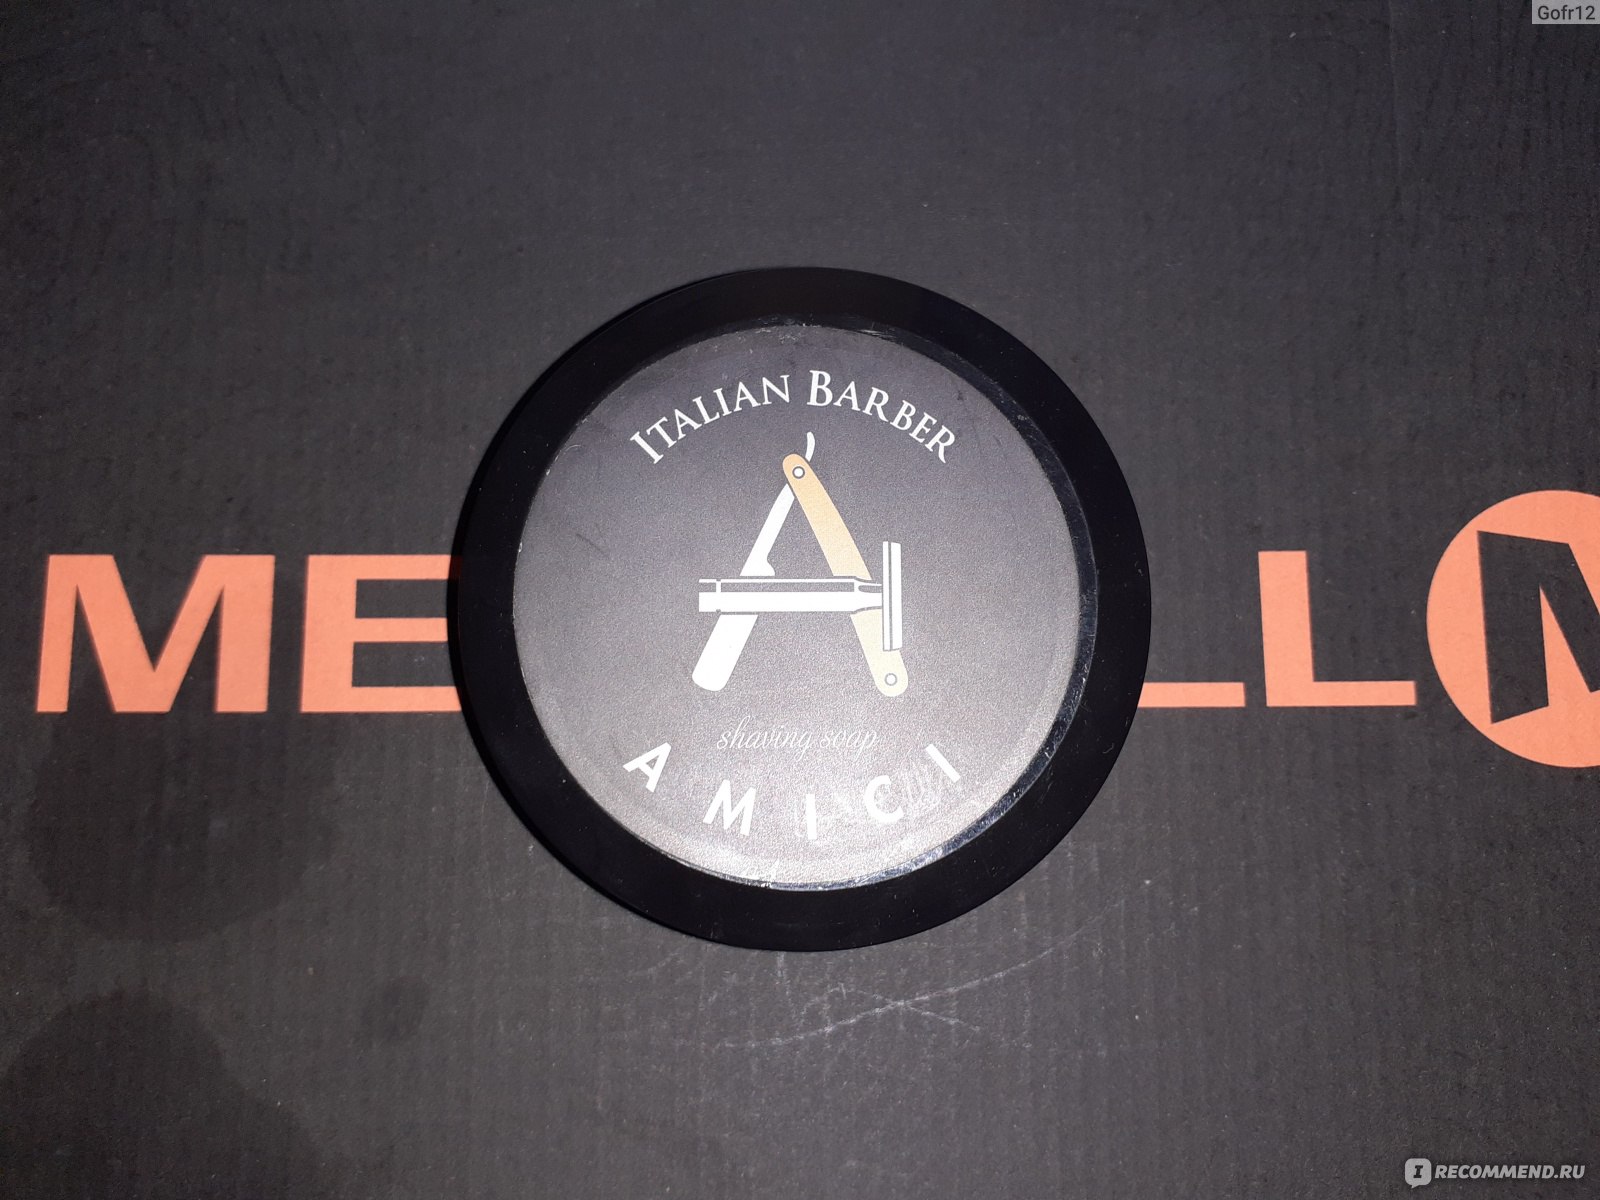 Gofr12
ITALIAN BARBER
shaving soap
AMICI
ME
LL
RECOMMEND.RU